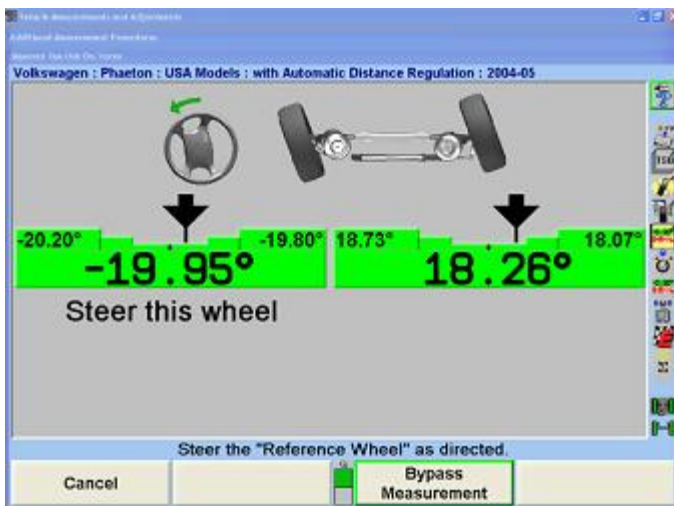 Volkswagen : Phaeton : USA Models : with Automatic Distance Regulation : 2004-05
-20.20° -19.80° 18.73° 18.07°
-19.95° 18.26°
Steer this wheel
Steer the "Reference Wheel" as directed.
Cancel
Bypass
Measurement